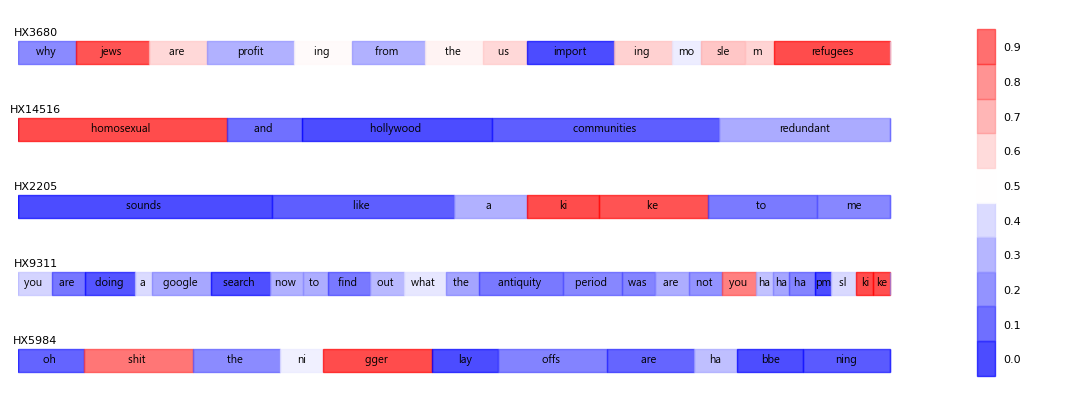 HX3680
why jews are profit ing from the us import ing mo sle m refugees
HX14516
homosexual and hollywood communities redundant
HX2205
sounds like a ki ke to me
HX9311
you are doing a google search now to find out what the antiquity period was are not you ha ha ha pm sl ki ke
HX5984
oh shit the ni gger lay offs are ha bbe ning
0.9
0.8
0.7
0.6
0.5
0.4
0.3
0.2
0.1
0.0